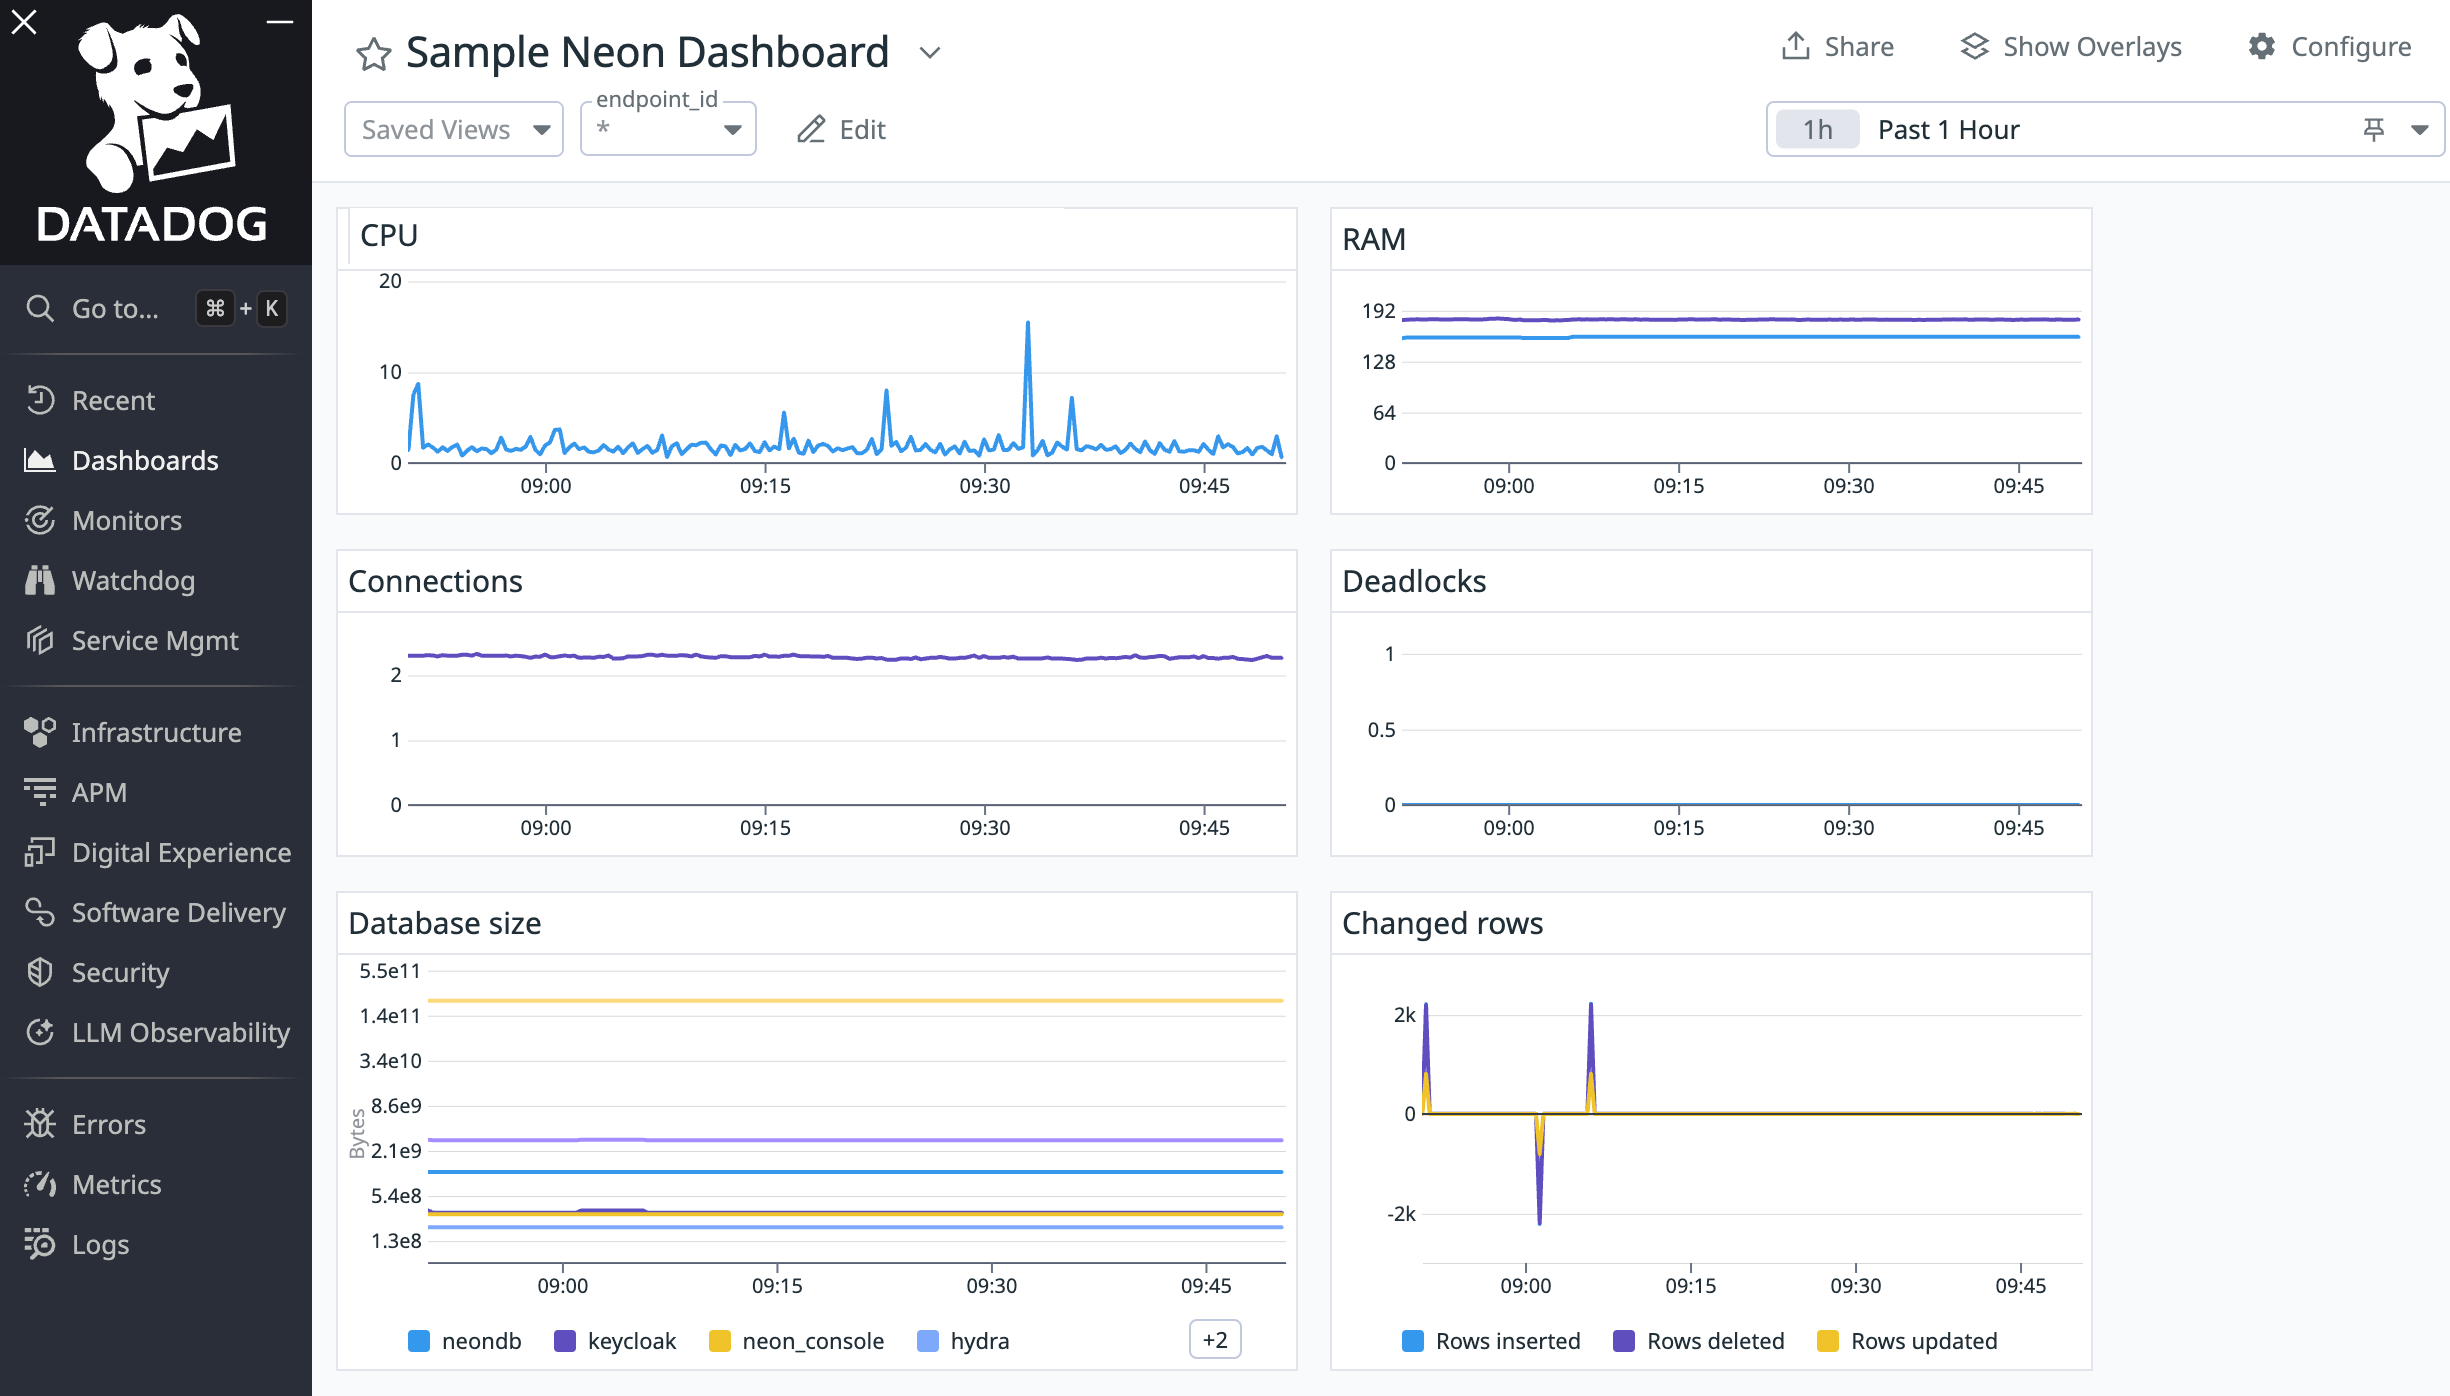 DATADOG
Go to... ⌘ + K
Recent
Dashboards
Monitors
Watchdog
Service Mgmt
Infrastructure
APM
Digital Experience
Software Delivery
Security
LLM Observability
Errors
Metrics
Logs
Sample Neon Dashboard
Share
Show Overlays
Configure
Saved Views
endpoint_id
*
Edit
1h Past 1 Hour
CPU
20
10
0
09:00 09:15 09:30 09:45
RAM
192
128
64
0
09:00 09:15 09:30 09:45
Connections
2
1
0
09:00 09:15 09:30 09:45
Deadlocks
1
0.5
0
09:00 09:15 09:30 09:45
Database size
Bytes
5.5e11
1.4e11
3.4e10
8.6e9
2.1e9
5.4e8
1.3e8
09:00 09:15 09:30 09:45
neondb keycloak neon_console hydra +2
Changed rows
2k
0
-2k
09:00 09:15 09:30 09:45
Rows inserted Rows deleted Rows updated